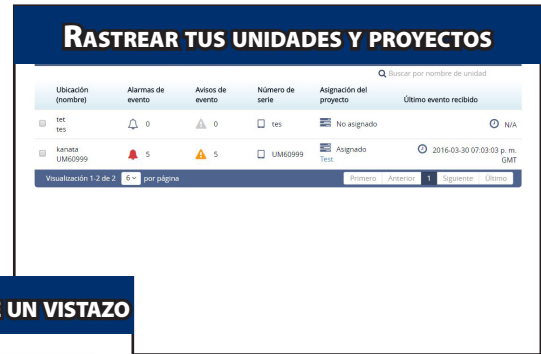 RASTREAR TUS UNIDADES Y PROYECTOS
Buscar por nombre de unidad
Ubicación (nombre) Alarmas de evento Avisos de evento Número de serie Asignación del proyecto Último evento recibido
tet tes 0 0 tes No asignado N/A
kanata UM60999 5 5 UM60999 Asignado Test 2016-03-30 07:03:03 p. m. GMT
Visualización 1-2 de 2 6 por página Primero Anterior 1 Siguiente Último
UN VISTAZO